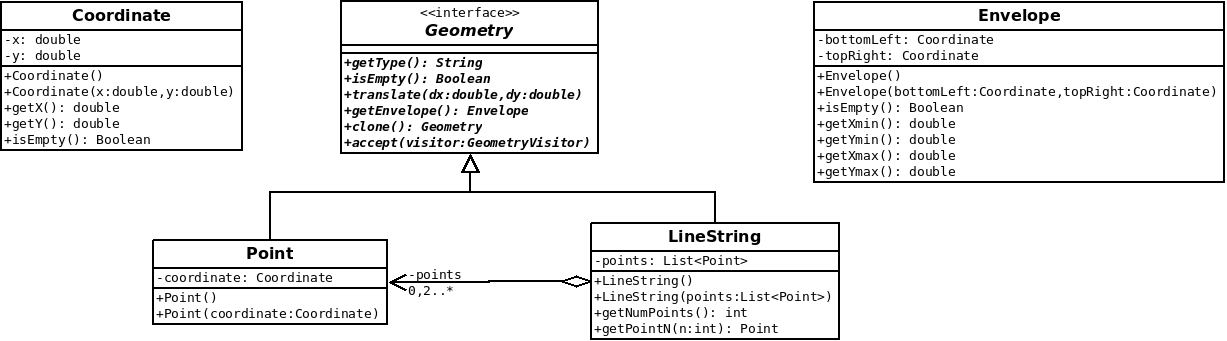 Coordinate
-x: double
-y: double
+Coordinate()
+Coordinate(x:double,y:double)
+getX(): double
+getY(): double
+isEmpty(): Boolean
<<interface>>
Geometry
+getType(): String
+isEmpty(): Boolean
+translate(dx:double,dy:double)
+getEnvelope(): Envelope
+clone(): Geometry
+accept(visitor:GeometryVisitor)
Envelope
-bottomLeft: Coordinate
-topRight: Coordinate
+Envelope()
+Envelope(bottomLeft:Coordinate,topRight:Coordinate)
+isEmpty(): Boolean
+getXmin(): double
+getYmin(): double
+getXmax(): double
+getYmax(): double
Point
-coordinate: Coordinate
+Point()
+Point(coordinate:Coordinate)
-points
0,2..*
LineString
-points: List<Point>
+LineString()
+LineString(points:List<Point>)
+getNumPoints(): int
+getPointN(n:int): Point